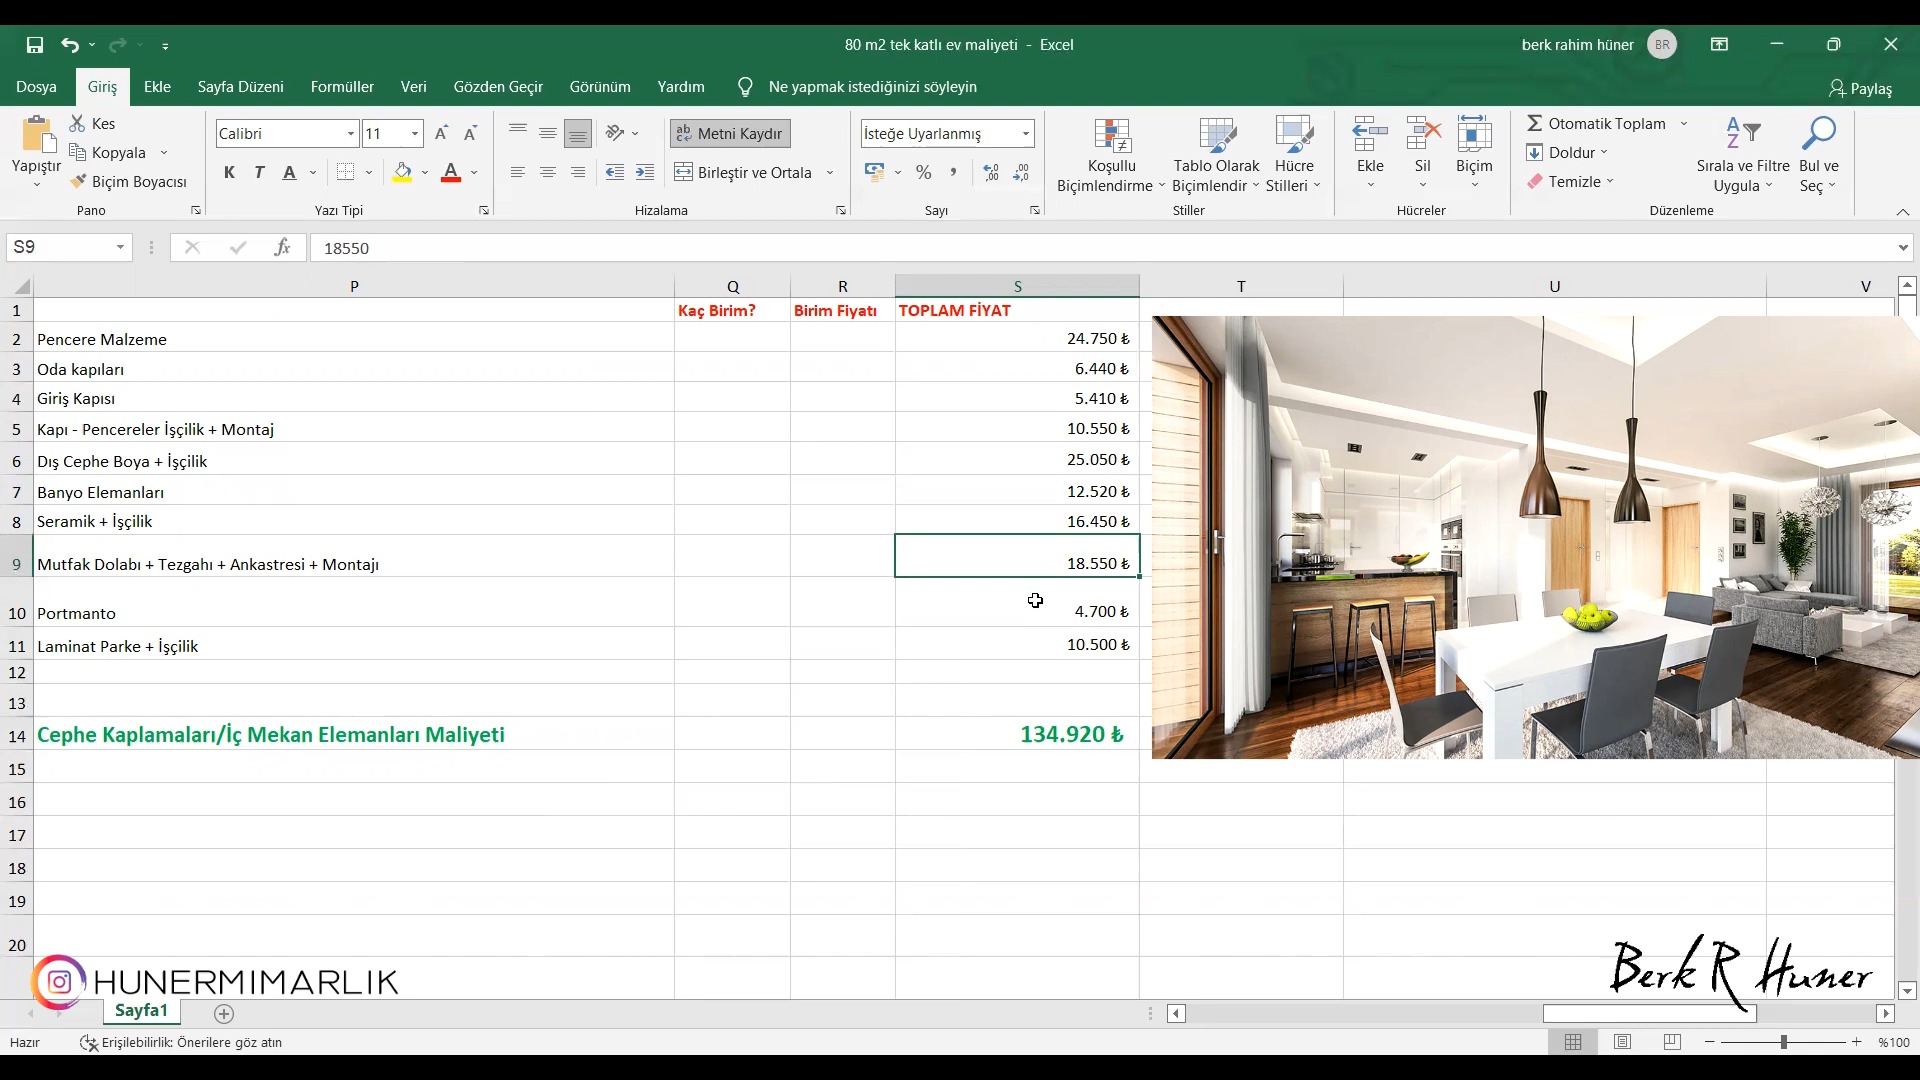 80 m2 tek katlı ev maliyeti - Excel
berk rahim hüner BR
Dosya Giriş Ekle Sayfa Düzeni Formüller Veri Gözden Geçir Görünüm Yardım Ne yapmak istediğinizi söyleyin Paylaş
Yapıştır
Kes
Kopyala
Biçim Boyacısı
Pano
Calibri 11
K T A
Yazı Tipi
Metni Kaydır
Birleştir ve Ortala
Hizalama
İsteğe Uyarlanmış
%
Sayı
Koşullu Biçimlendirme
Tablo Olarak Biçimlendir
Hücre Stilleri
Stiller
Ekle
Sil
Biçim
Hücreler
Otomatik Toplam
Doldur
Temizle
Sırala ve Filtre Uygula
Bul ve Seç
Düzenleme
S9 fx 18550
P Q R S T U V
1 Kaç Birim? Birim Fiyatı TOPLAM FİYAT
2 Pencere Malzeme 24.750 ₺
3 Oda kapıları 6.440 ₺
4 Giriş Kapısı 5.410 ₺
5 Kapı - Pencereler İşçilik + Montaj 10.550 ₺
6 Dış Cephe Boya + İşçilik 25.050 ₺
7 Banyo Elemanları 12.520 ₺
8 Seramik + İşçilik 16.450 ₺
9 Mutfak Dolabı + Tezgahı + Ankastresi + Montajı 18.550 ₺
10 Portmanto 4.700 ₺
11 Laminat Parke + İşçilik 10.500 ₺
12
13
14 Cephe Kaplamaları/İç Mekan Elemanları Maliyeti 134.920 ₺
15
16
17
18
19
20
HUNERMIMARLIK
Berk R Huner
Sayfa1
Hazır Erişilebilirlik: Önerilere göz atın %100